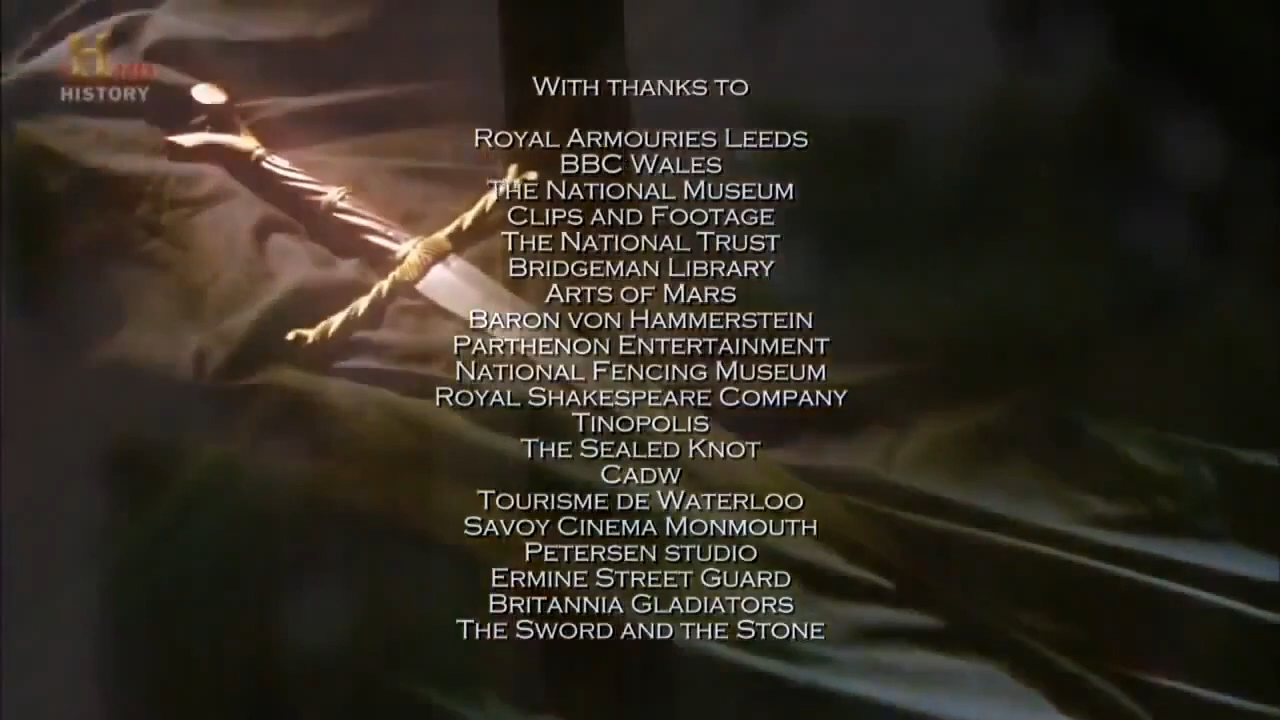 H
HISTORY
WITH THANKS TO
ROYAL ARMOURIES LEEDS
BBC WALES
THE NATIONAL MUSEUM
CLIPS AND FOOTAGE
THE NATIONAL TRUST
BRIDGEMAN LIBRARY
ARTS OF MARS
BARON VON HAMMERSTEIN
PARTHENON ENTERTAINMENT
NATIONAL FENCING MUSEUM
ROYAL SHAKESPEARE COMPANY
TINOPOLIS
THE SEALED KNOT
CADW
TOURISME DE WATERLOO
SAVOY CINEMA MONMOUTH
PETERSEN STUDIO
ERMINE STREET GUARD
BRITANNIA GLADIATORS
THE SWORD AND THE STONE